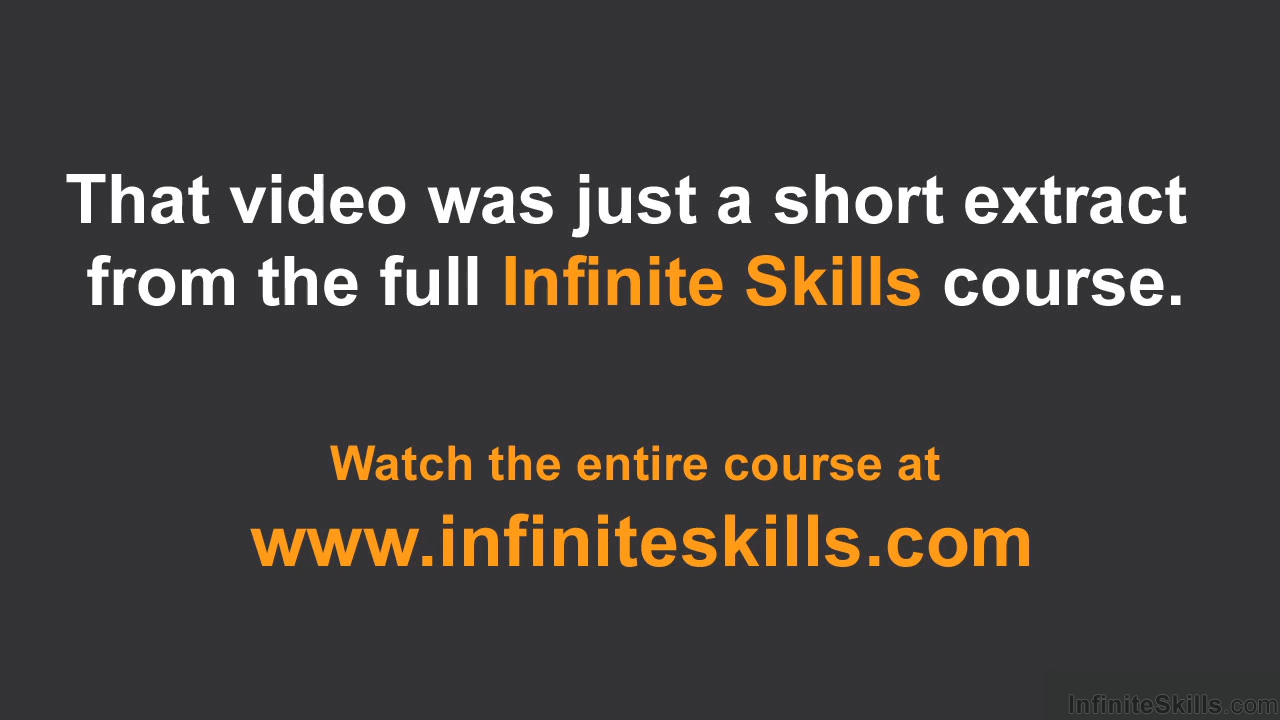 That video was just a short extract
from the full Infinite Skills course.
Watch the entire course at
www.infiniteskills.com
InfiniteSkills.com